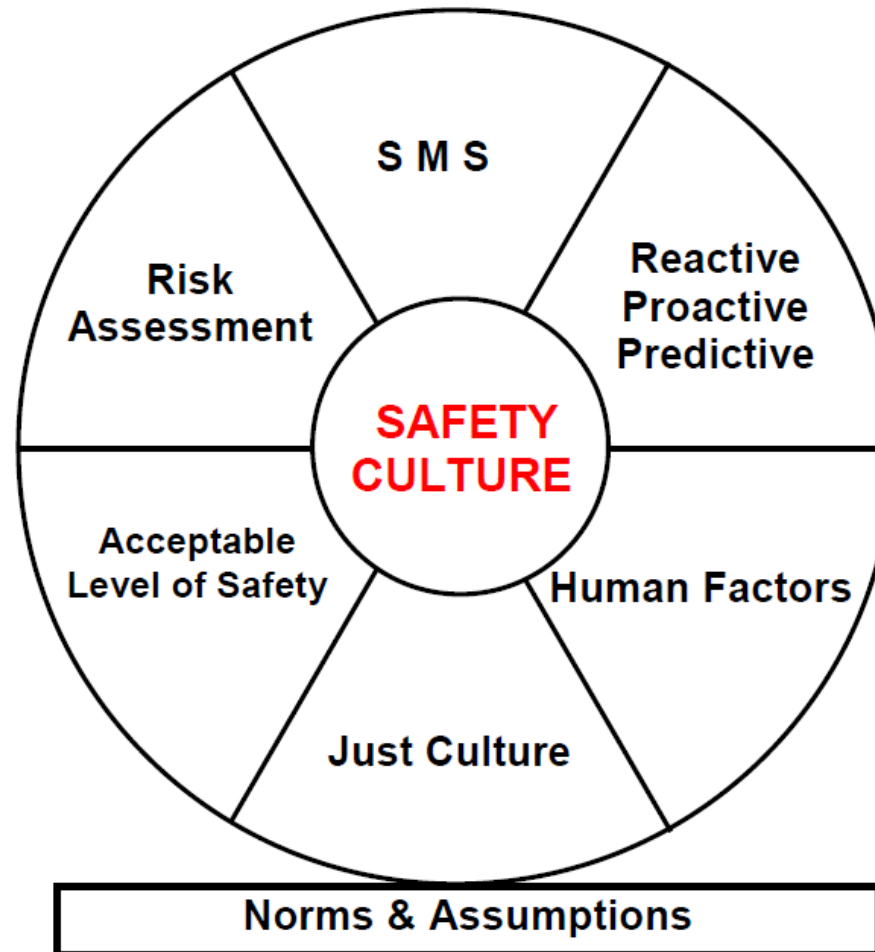 S M S
Reactive
Proactive
Predictive
Risk
Assessment
SAFETY
CULTURE
Acceptable
Level of Safety
Human Factors
Just Culture
Norms & Assumptions